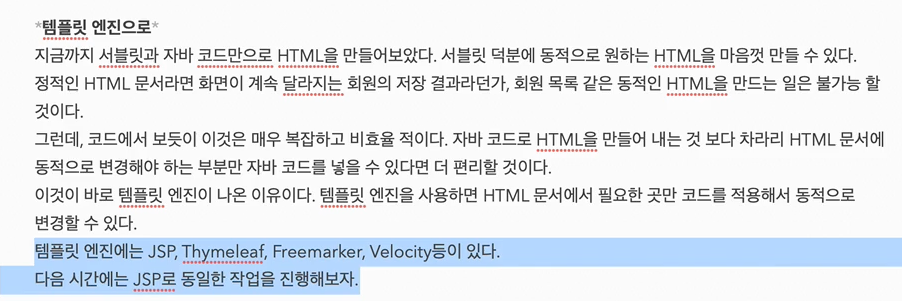 *템플릿 엔진으로*
지금까지 서블릿과 자바 코드만으로 HTML을 만들어보았다. 서블릿 덕분에 동적으로 원하는 HTML을 마음껏 만들 수 있다.
정적인 HTML 문서라면 화면이 계속 달라지는 회원의 저장 결과라던가, 회원 목록 같은 동적인 HTML을 만드는 일은 불가능 할
것이다.
그런데, 코드에서 보듯이 이것은 매우 복잡하고 비효율 적이다. 자바 코드로 HTML을 만들어 내는 것 보다 차라리 HTML 문서에
동적으로 변경해야 하는 부분만 자바 코드를 넣을 수 있다면 더 편리할 것이다.
이것이 바로 템플릿 엔진이 나온 이유이다. 템플릿 엔진을 사용하면 HTML 문서에서 필요한 곳만 코드를 적용해서 동적으로
변경할 수 있다.
템플릿 엔진에는 JSP, Thymeleaf, Freemarker, Velocity등이 있다.
다음 시간에는 JSP로 동일한 작업을 진행해보자.